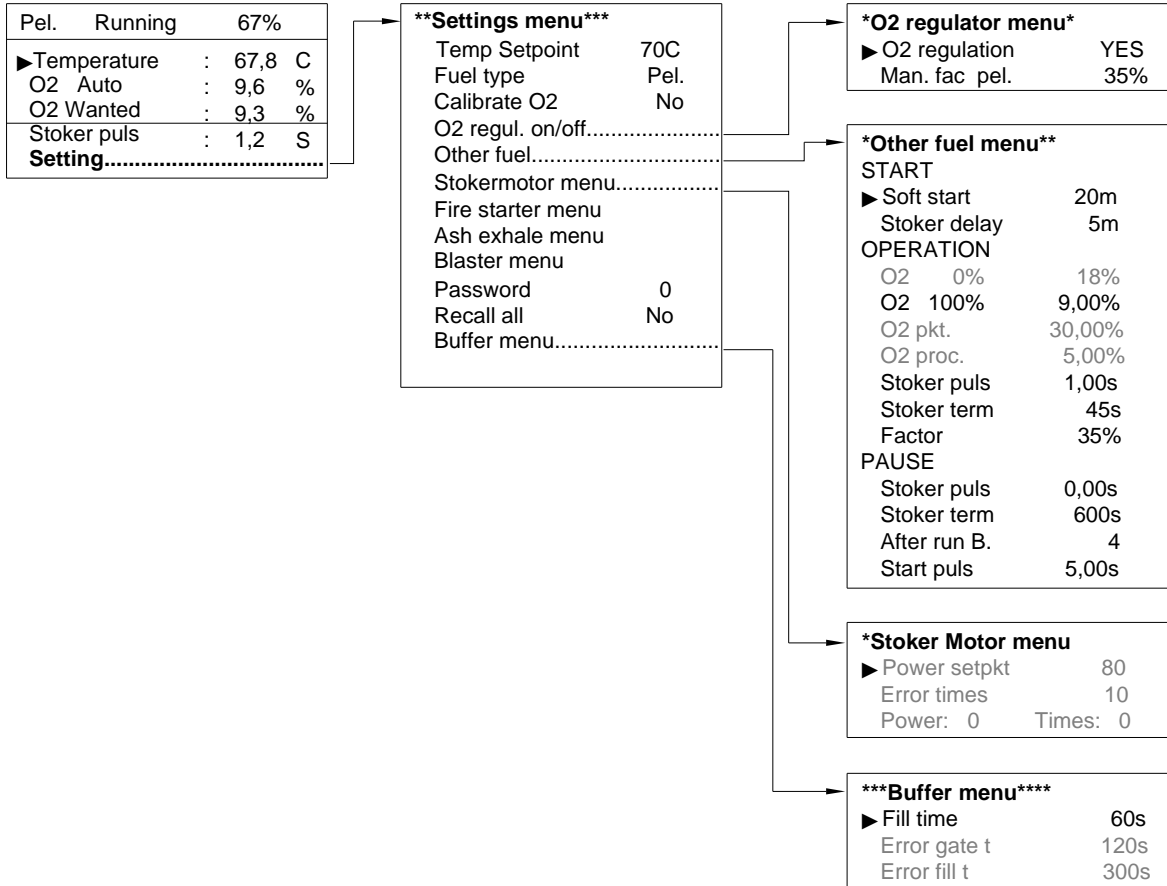 Pel. Running 67%
▶Temperature : 67,8 C
O2 Auto : 9,6 %
O2 Wanted : 9,3 %
Stoker puls : 1,2 S
Setting....................................
**Settings menu***
Temp Setpoint 70C
Fuel type Pel.
Calibrate O2 No
O2 regul. on/off......................
Other fuel...............................
Stokermotor menu.................
Fire starter menu
Ash exhale menu
Blaster menu
Password 0
Recall all No
Buffer menu...........................
*O2 regulator menu*
▶ O2 regulation YES
Man. fac pel. 35%
*Other fuel menu**
START
▶ Soft start 20m
Stoker delay 5m
OPERATION
O2 0% 18%
O2 100% 9,00%
O2 pkt. 30,00%
O2 proc. 5,00%
Stoker puls 1,00s
Stoker term 45s
Factor 35%
PAUSE
Stoker puls 0,00s
Stoker term 600s
After run B. 4
Start puls 5,00s
*Stoker Motor menu
▶ Power setpkt 80
Error times 10
Power: 0 Times: 0
***Buffer menu****
▶ Fill time 60s
Error gate t 120s
Error fill t 300s